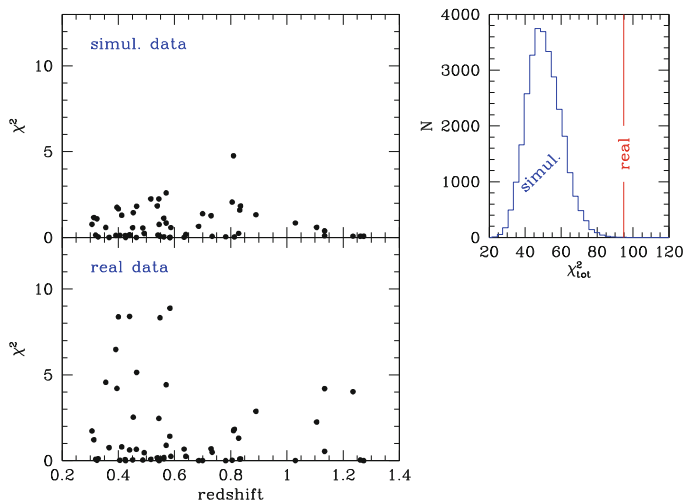 simul. data
χ²
10
5
0
real data
χ²
10
5
0
0.2 0.4 0.6 0.8 1 1.2 1.4
redshift
4000
3000
2000
1000
0
N
simul.
real
20 40 60 80 100 120
χ²tot